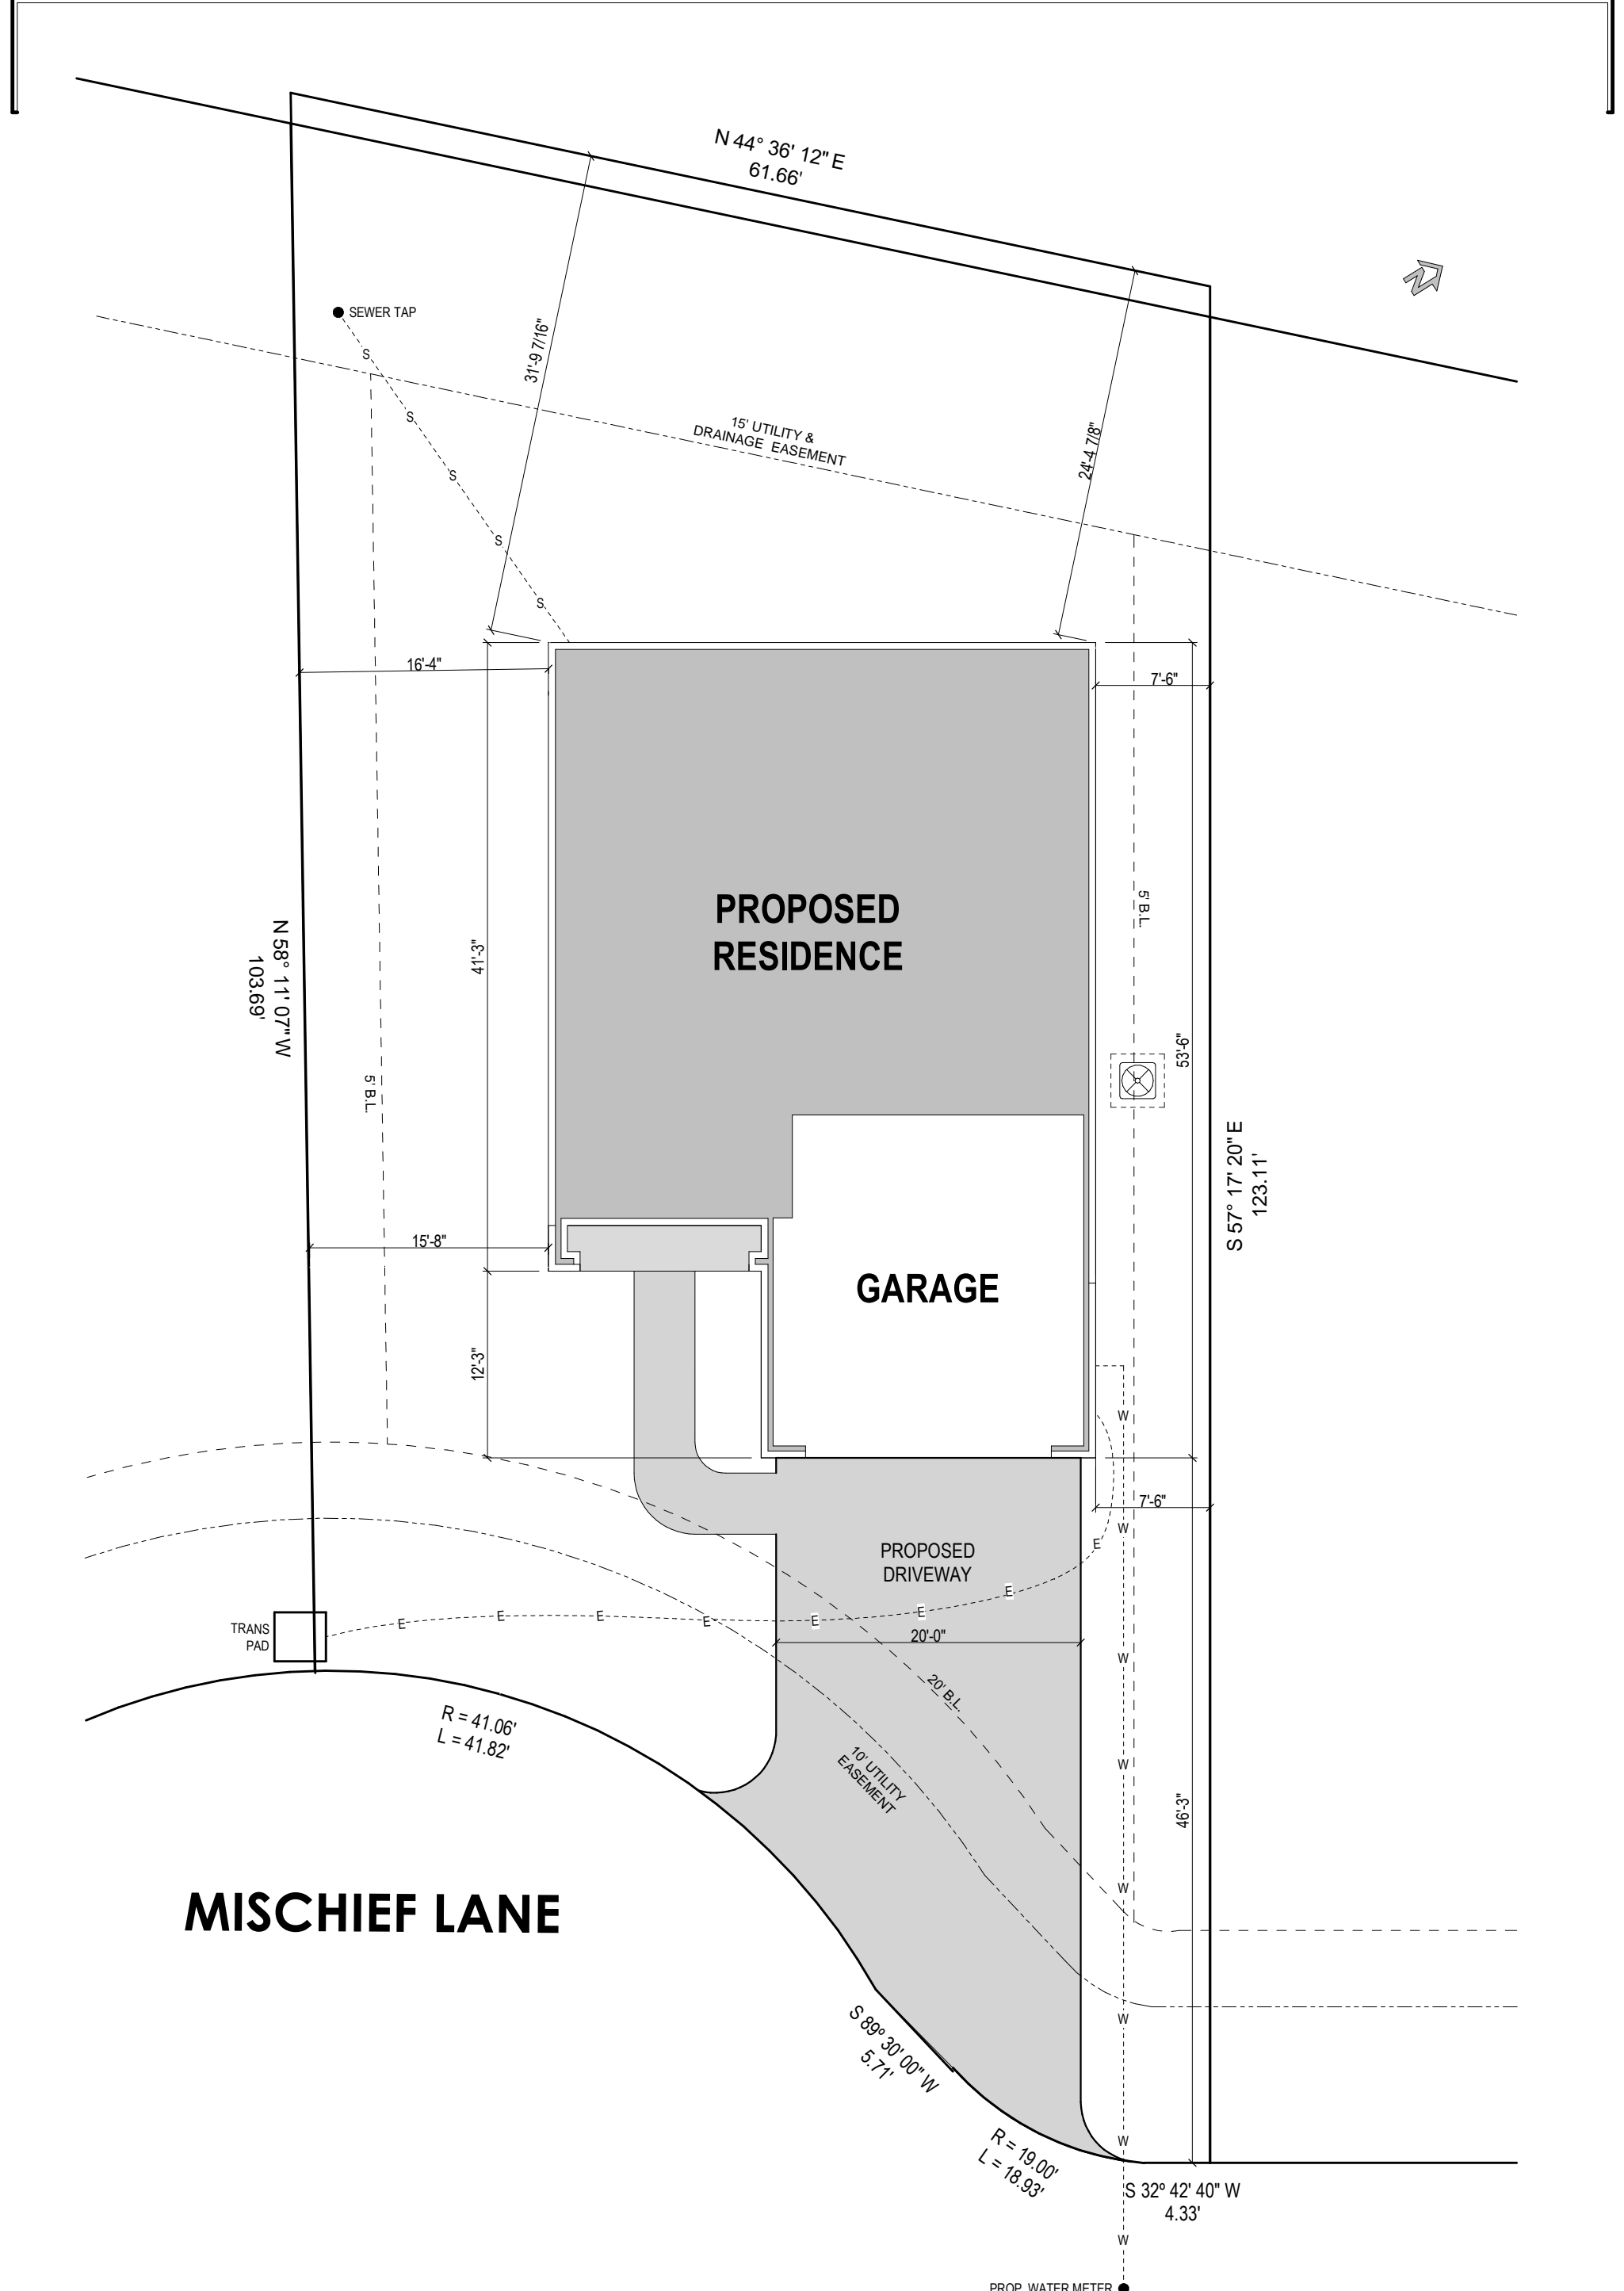 N 44° 36' 12" E
61.66'
N
SEWER TAP
S
31'-9 7/16"
S
15' UTILITY &
DRAINAGE EASEMENT
24'-4 7/8"
S
S
S
16'-4"
7'-6"
PROPOSED
RESIDENCE
5' B.L.
41'-3"
N 58° 11' 07" W
103.69'
53'-6"
5' B.L.
S 57° 17' 20" E
123.11'
15'-8"
GARAGE
12'-3"
W
7'-6"
W
E
PROPOSED
DRIVEWAY
TRANS
PAD
E
E
E
E
E
E
E
20'-0"
W
20' B.L.
R = 41.06'
L = 41.82'
10' UTILITY
EASEMENT
W
46'-3"
W
MISCHIEF LANE
W
S 89° 30' 00" W
5.71'
W
R = 19.00'
L = 18.93'
S 32° 42' 40" W
4.33'
W
PROP. WATER METER